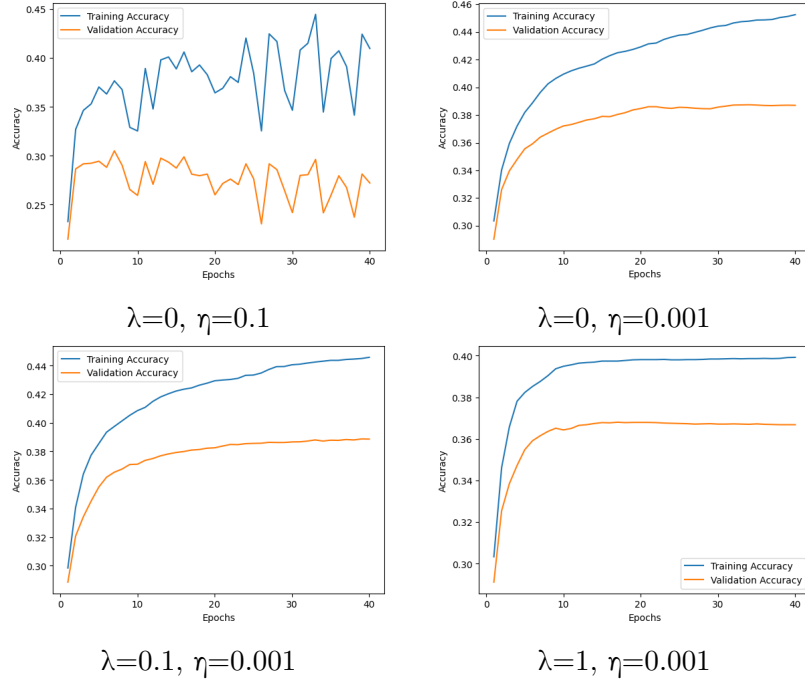 Training Accuracy
Validation Accuracy
Accuracy
0.45
0.40
0.35
0.30
0.25
0 10 20 30 40
Epochs
λ=0, η=0.1
Training Accuracy
Validation Accuracy
Accuracy
0.46
0.44
0.42
0.40
0.38
0.36
0.34
0.32
0.30
0 10 20 30 40
Epochs
λ=0, η=0.001
Training Accuracy
Validation Accuracy
Accuracy
0.44
0.42
0.40
0.38
0.36
0.34
0.32
0.30
0 10 20 30 40
Epochs
λ=0.1, η=0.001
Accuracy
0.40
0.38
0.36
0.34
0.32
0.30
Training Accuracy
Validation Accuracy
0 10 20 30 40
Epochs
λ=1, η=0.001